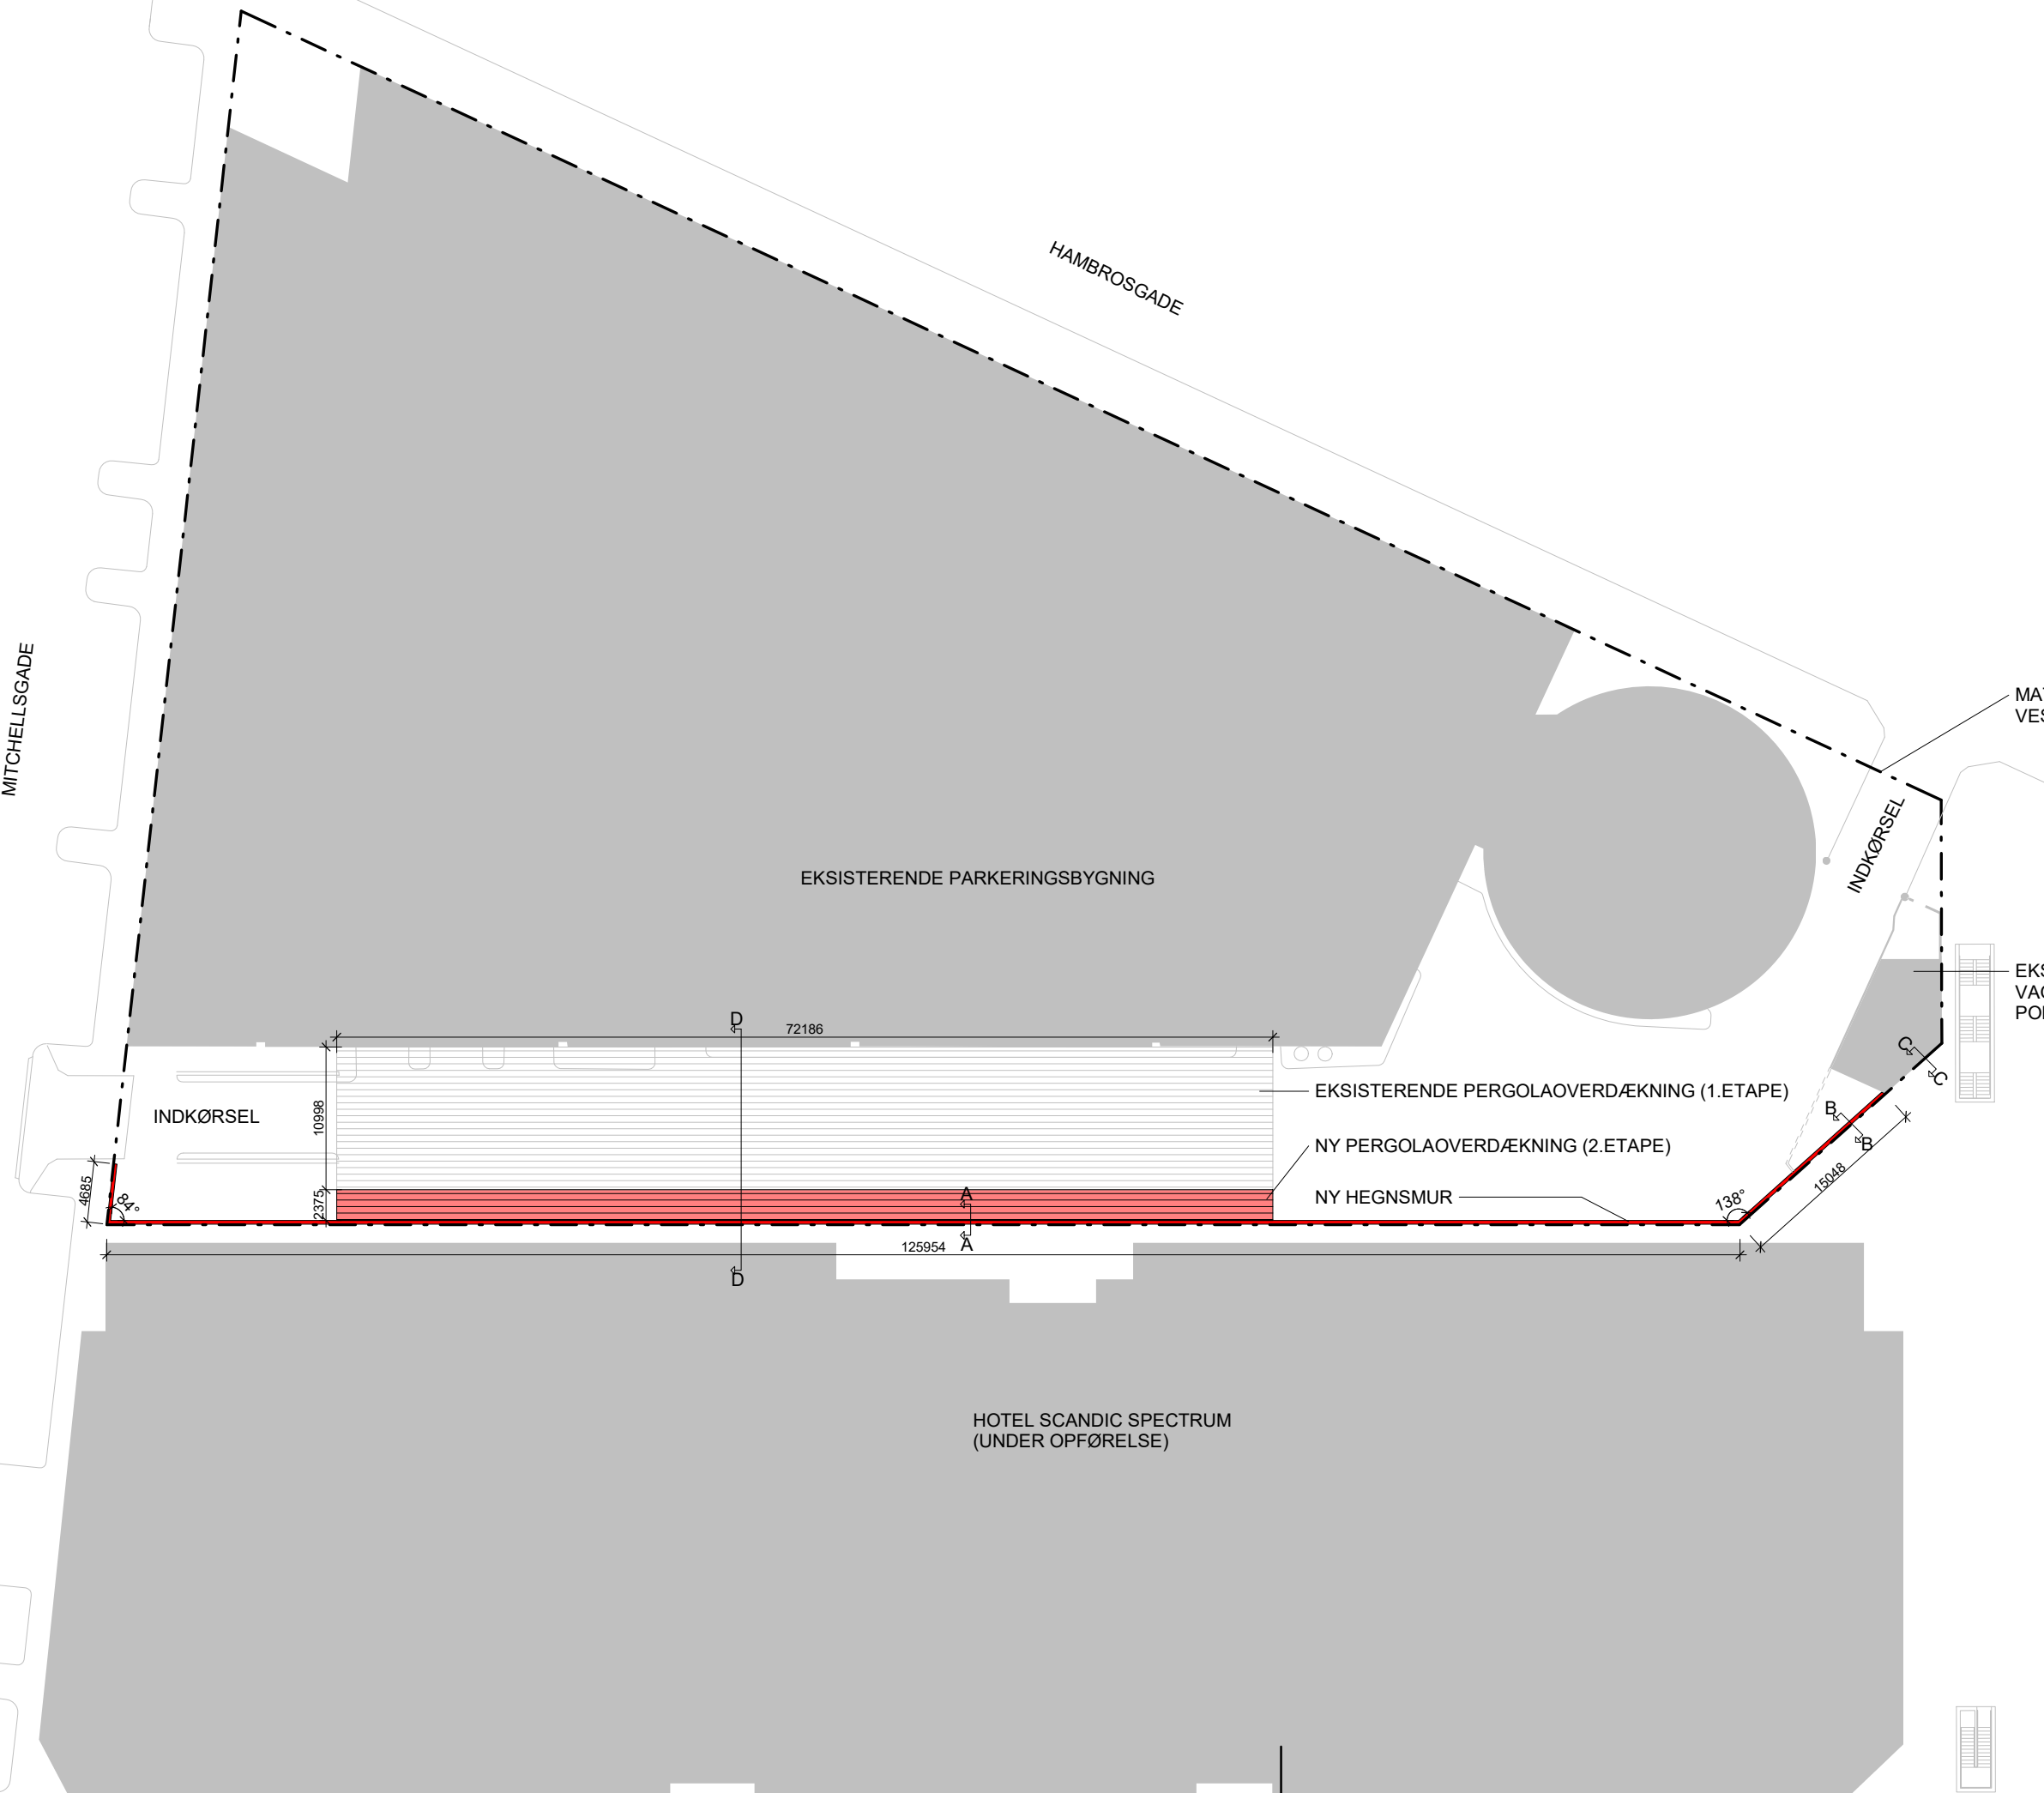 HAMBROSGADE
MITCHELLSGADE
INDKØRSEL
EKSISTERENDE PARKERINGSBYGNING
D
72186
C
C
EKSISTERENDE PERGOLAOVERDÆKNING (1.ETAPE)
INDKØRSEL
10998
B
B
NY PERGOLAOVERDÆKNING (2.ETAPE)
15048
4685
84°
2375
A
NY HEGNSMUR
138°
A
125954
D
HOTEL SCANDIC SPECTRUM
(UNDER OPFØRELSE)